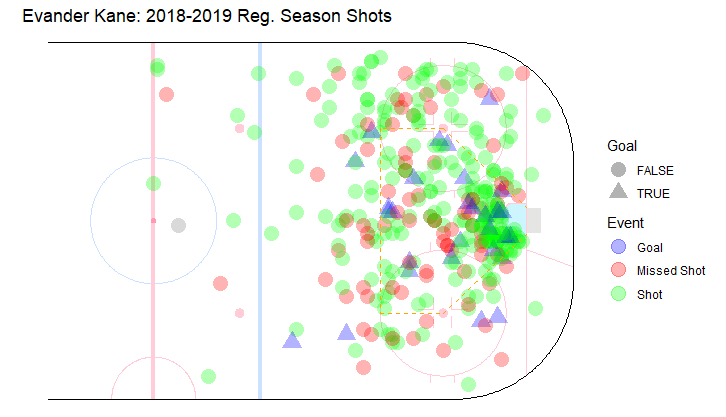 Evander Kane: 2018-2019 Reg. Season Shots
Goal
FALSE
TRUE
Event
Goal
Missed Shot
Shot